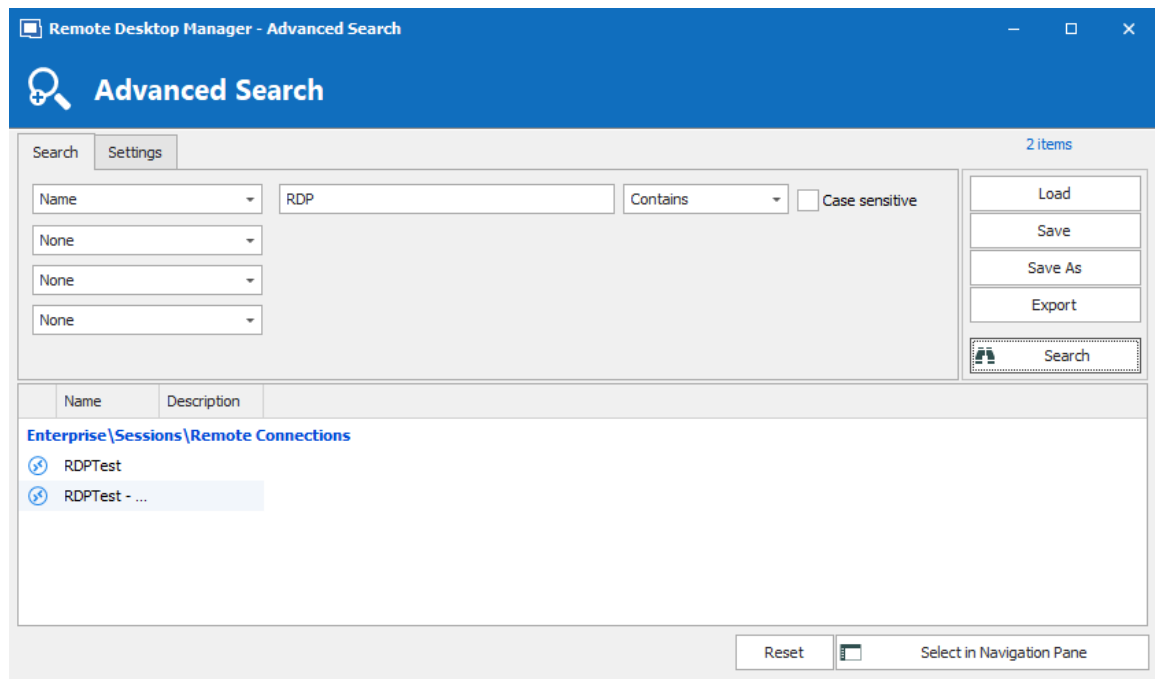 Remote Desktop Manager - Advanced Search
Advanced Search
Search Settings 2 items
Name RDP Contains Case sensitive Load
None Save
None Save As
None Export
Search
Name Description
Enterprise\Sessions\Remote Connections
RDPTest
RDPTest - ...
Reset Select in Navigation Pane